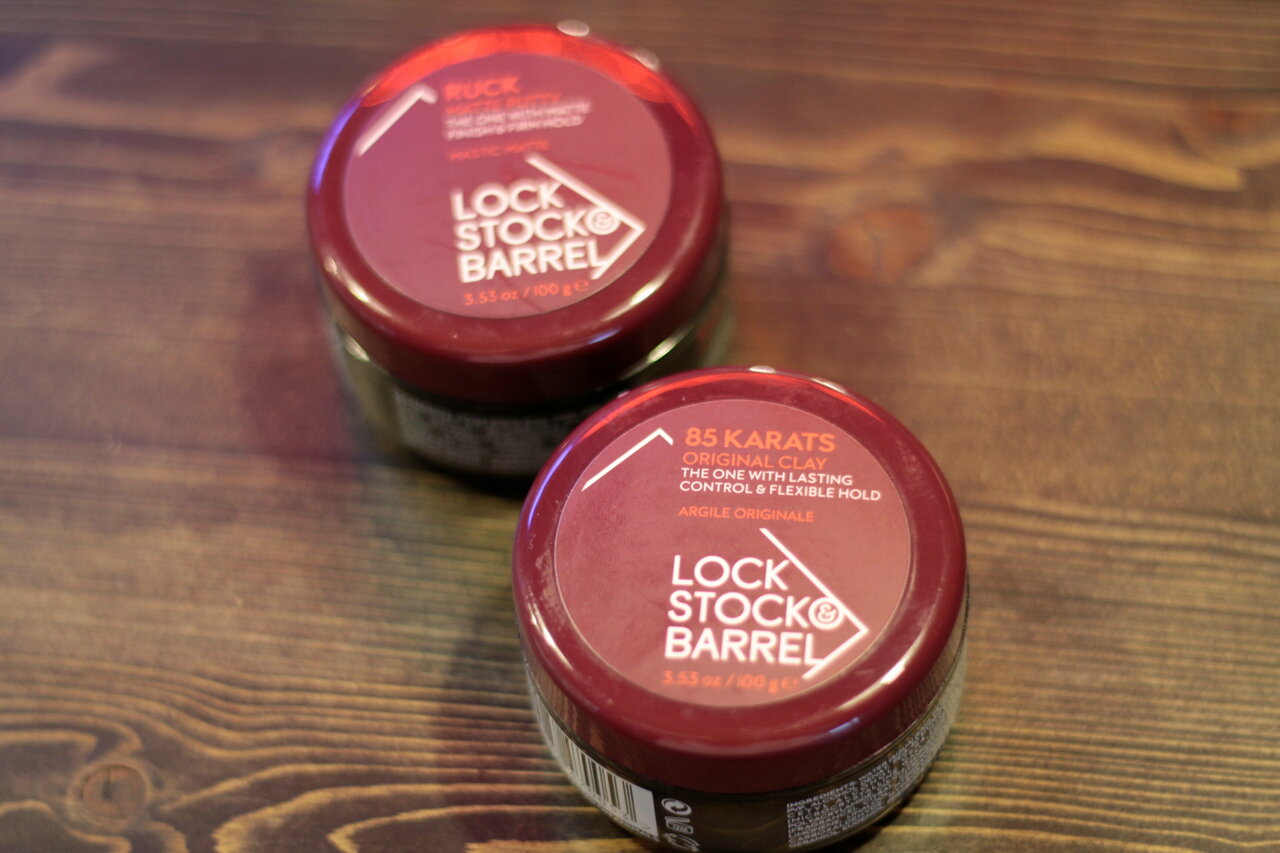 RUCK
MATTE PUTTY
THE ONE WITH MATTE
FINISH & FIRM HOLD
MASTIC MATTE
LOCK
STOCK &
BARREL
3.53 oz / 100 g e
85 KARATS
ORIGINAL CLAY
THE ONE WITH LASTING
CONTROL & FLEXIBLE HOLD
ARGILE ORIGINALE
LOCK
STOCK &
BARREL
3.53 oz / 100 g e